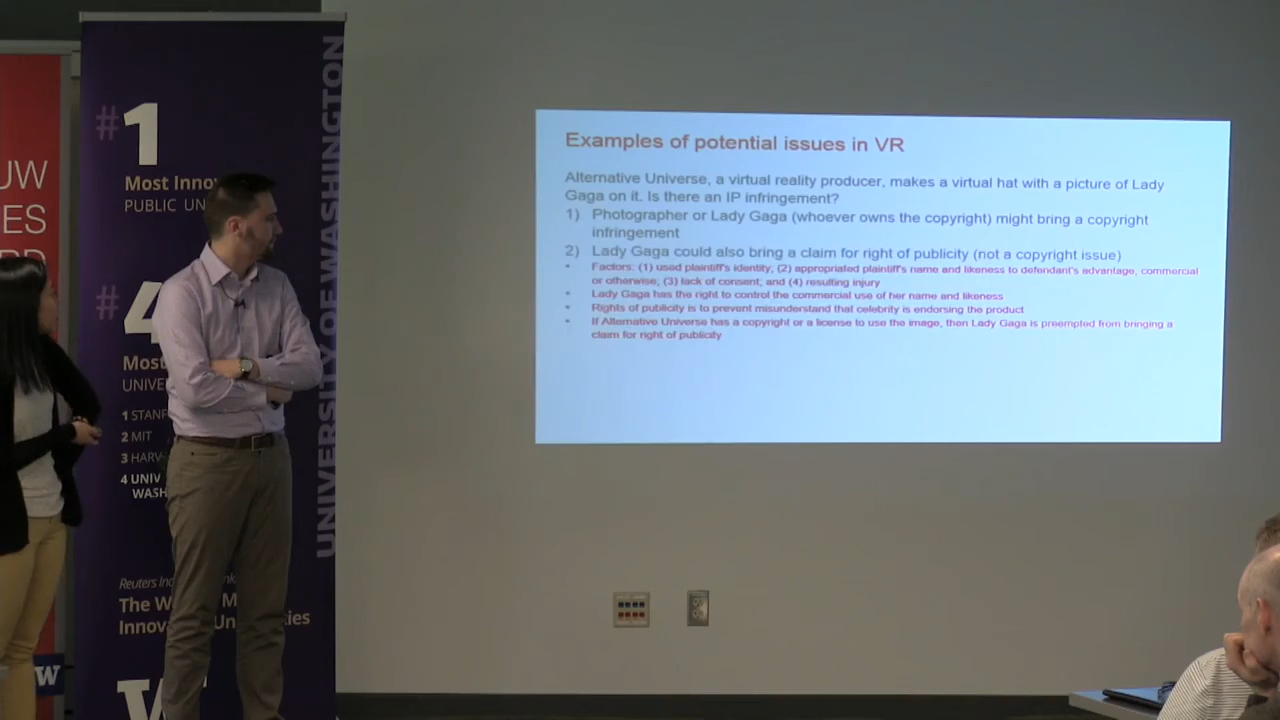 UW
ES
#1
Most Inno
PUBLIC UN
#4
Most
UNIVE
1 STANF
2 MIT
3 HARV
4 UNIV
WASH
Reuters
The W M
Innova Un ies
W
W
UNIVERSITY OF WASHINGTON
Examples of potential issues in VR
Alternative Universe, a virtual reality producer, makes a virtual hat with a picture of Lady
Gaga on it. Is there an IP infringement?
1) Photographer or Lady Gaga (whoever owns the copyright) might bring a copyright
infringement
2) Lady Gaga could also bring a claim for right of publicity (not a copyright issue)
• Factors: (1) used plaintiff's identity; (2) appropriated plaintiff's name and likeness to defendant's advantage, commercial
or otherwise; (3) lack of consent; and (4) resulting injury
• Lady Gaga has the right to control the commercial use of her name and likeness
• Rights of publicity is to prevent misunderstand that celebrity is endorsing the product
• If Alternative Universe has a copyright or a license to use the image, then Lady Gaga is preempted from bringing a
claim for right of publicity